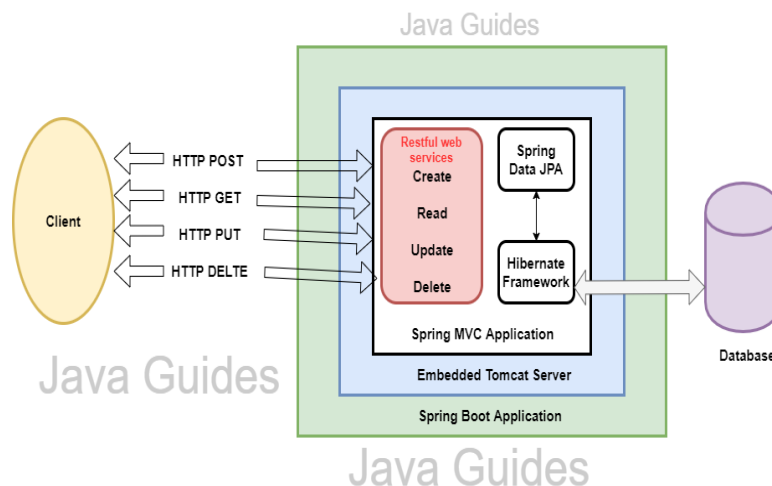 Java Guides
Restful web
services
Create
Read
Update
Delete
Spring
Data JPA
Hibernate
Framework
HTTP POST
HTTP GET
HTTP PUT
HTTP DELTE
Client
Spring MVC Application
Embedded Tomcat Server
Spring Boot Application
Database
Java Guides
Java Guides